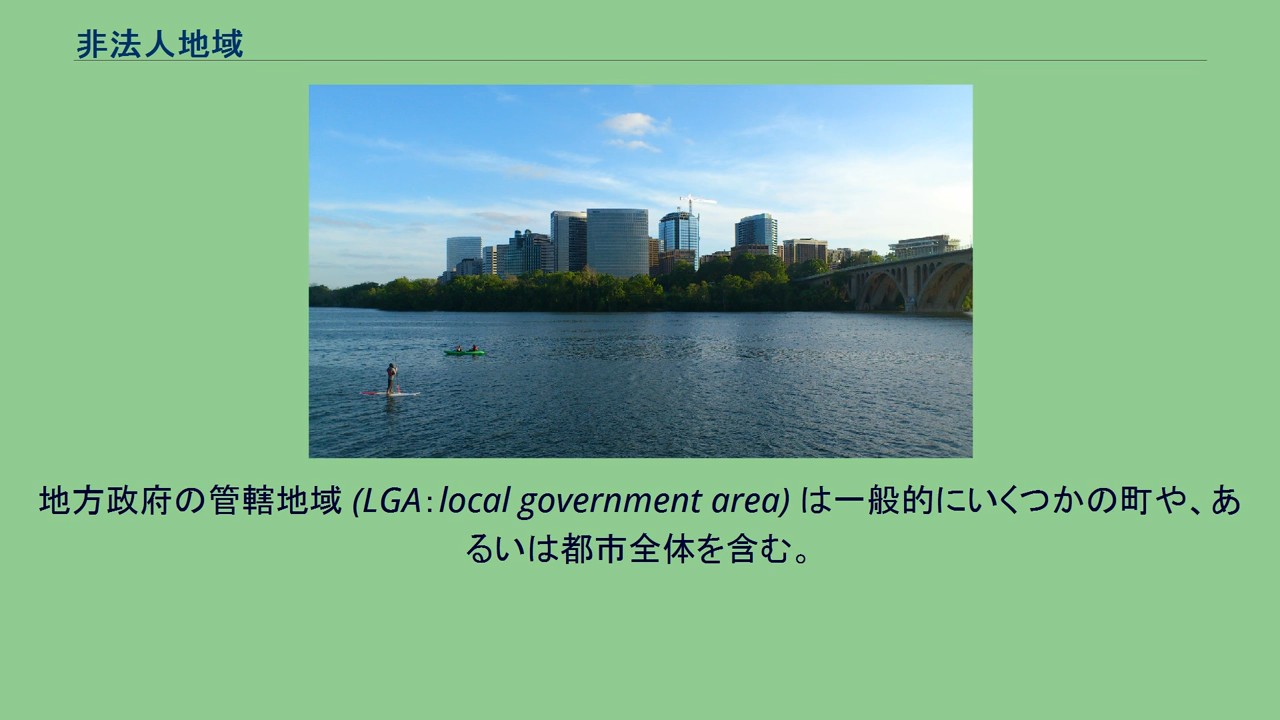 非法人地域
地方政府の管轄地域 (LGA：local government area) は一般的にいくつかの町や、あ
るいは都市全体を含む。